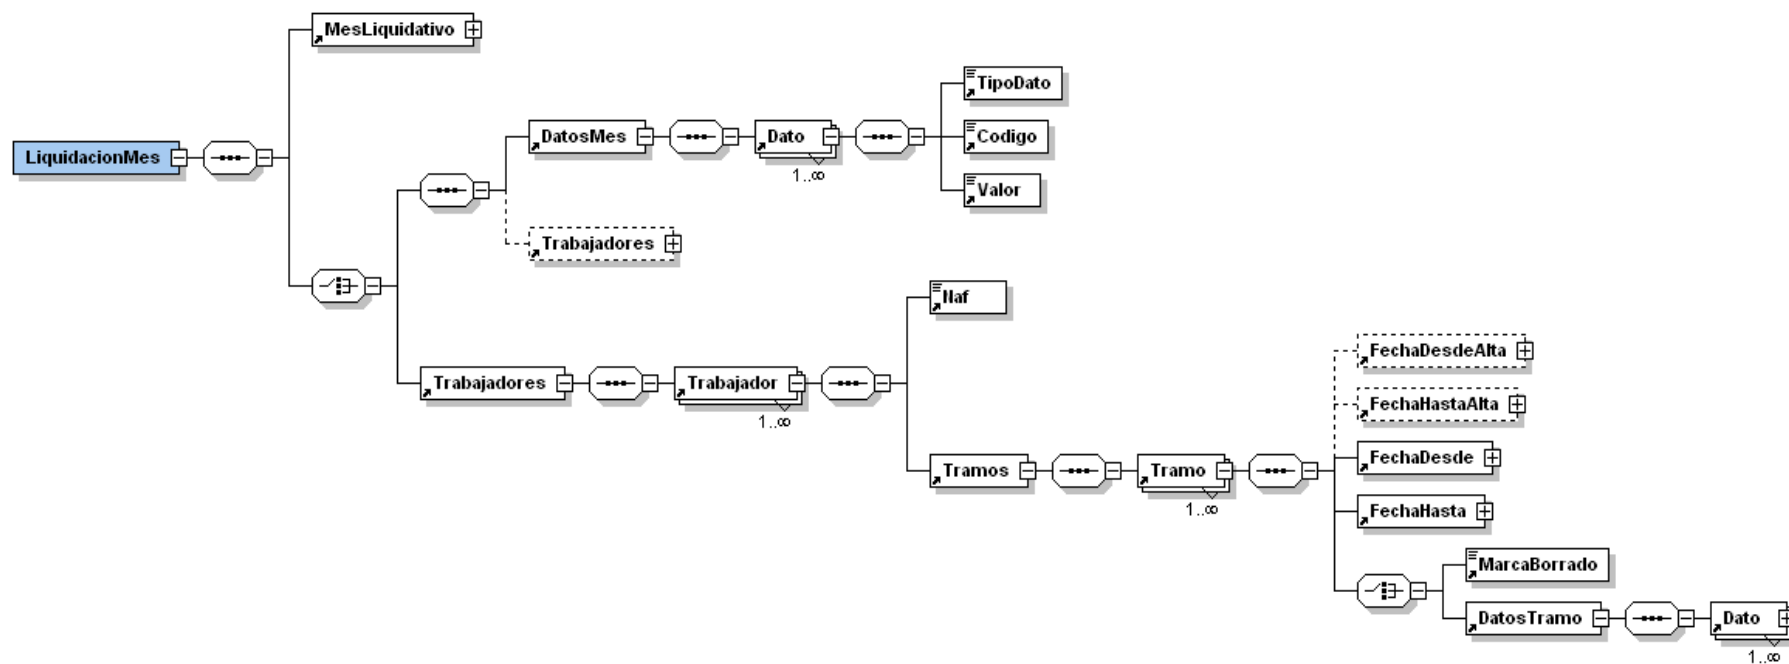 MesLiquidativo
TipoDato
LiquidacionMes
DatosMes
Dato
Codigo
1..∞
Valor
Trabajadores
Naf
FechaDesdeAlta
Trabajadores
Trabajador
1..∞
FechaHastaAlta
FechaDesde
Tramos
Tramo
1..∞
FechaHasta
MarcaBorrado
DatosTramo
Dato
1..∞